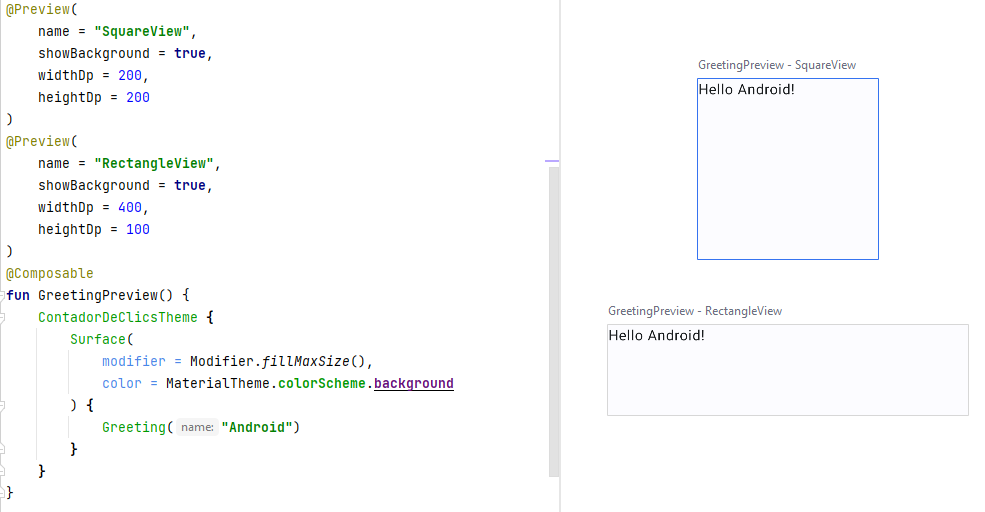 @Preview(
    name = "SquareView",
    showBackground = true,
    widthDp = 200,
    heightDp = 200
)
@Preview(
    name = "RectangleView",
    showBackground = true,
    widthDp = 400,
    heightDp = 100
)
@Composable
fun GreetingPreview() {
    ContadorDeClicsTheme {
        Surface(
            modifier = Modifier.fillMaxSize(),
            color = MaterialTheme.colorScheme.background
        ) {
            Greeting( name: "Android")
        }
    }
}
GreetingPreview - SquareView
Hello Android!
GreetingPreview - RectangleView
Hello Android!